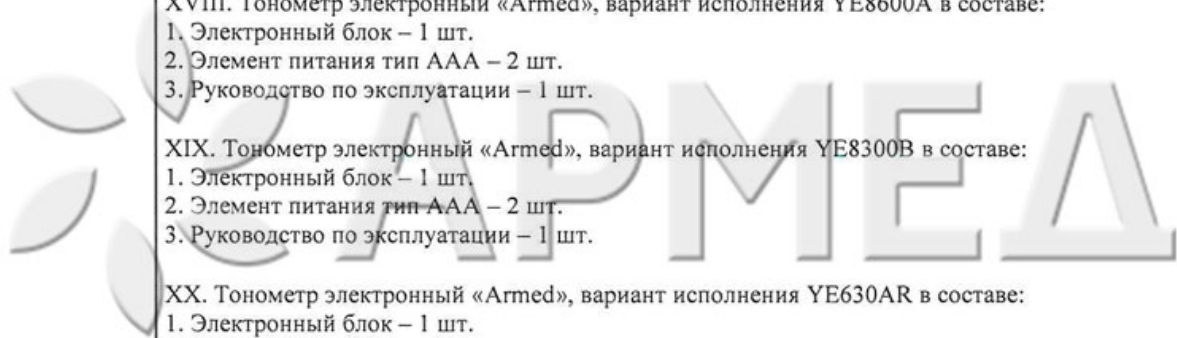 XVIII. Тонометр электронный «Armed», вариант исполнения YE8600A в составе:
1. Электронный блок – 1 шт.
2. Элемент питания тип ААА – 2 шт.
3. Руководство по эксплуатации – 1 шт.
XIX. Тонометр электронный «Armed», вариант исполнения YE8300B в составе:
1. Электронный блок – 1 шт.
2. Элемент питания тип ААА – 2 шт.
3. Руководство по эксплуатации – 1 шт.
АРМЕД
XX. Тонометр электронный «Armed», вариант исполнения YE630AR в составе:
1. Электронный блок – 1 шт.